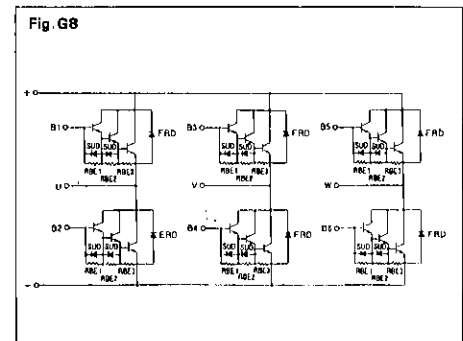 Fig.G8
+
B1 FRD B3 FRD B5 FRD
SUD SUD SUD SUD SUD SUD
RBE1 RBE3 RBE1 RBE3 RBE1 RBE3
RBE2 RBE2 RBE2
U V W
B2 FRD B4 FRD B6 FRD
SUD SUD SUD SUD SUD SUD
RBE1 RBE3 RBE1 RBE3 RBE1 RBE3
RBE2 RBE2 RBE2
-